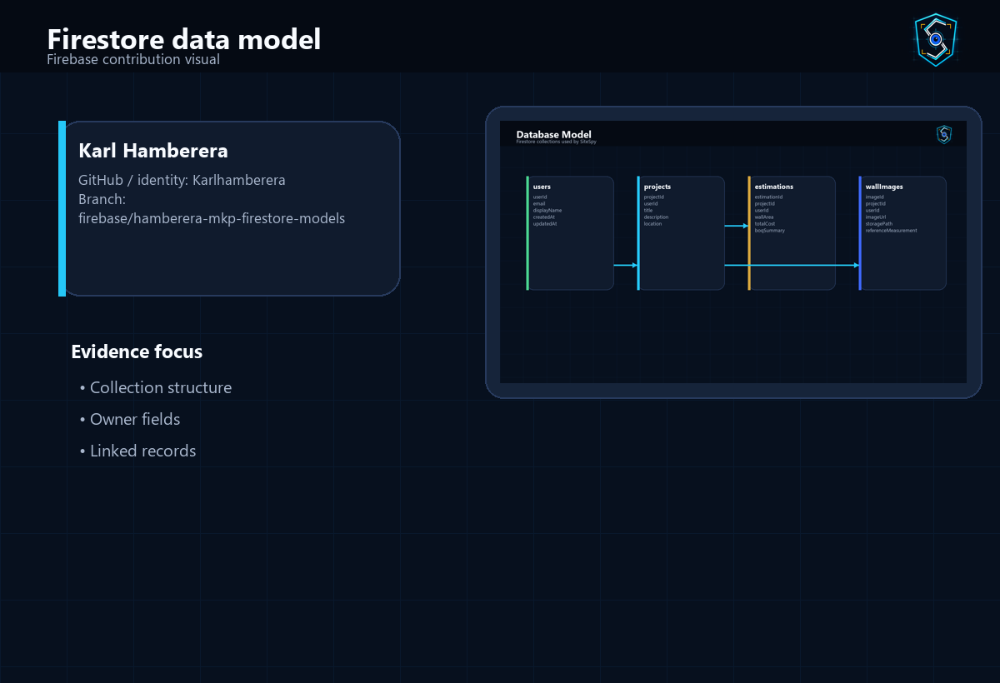 Firestore data model
Firebase contribution visual
Karl Hamberera
GitHub / identity: Karlhamberera
Branch:
firebase/hamberera-mkp-firestore-models
Evidence focus
• Collection structure
• Owner fields
• Linked records
Database Model
Firestore collections used by SiteSpy
users
userId
email
displayName
createdAt
updatedAt
projects
projectId
userId
title
description
location
estimations
estimationId
projectId
userId
wallArea
totalCost
boqSummary
wallImages
imageId
projectId
userId
imageUrl
storagePath
referenceMeasurement